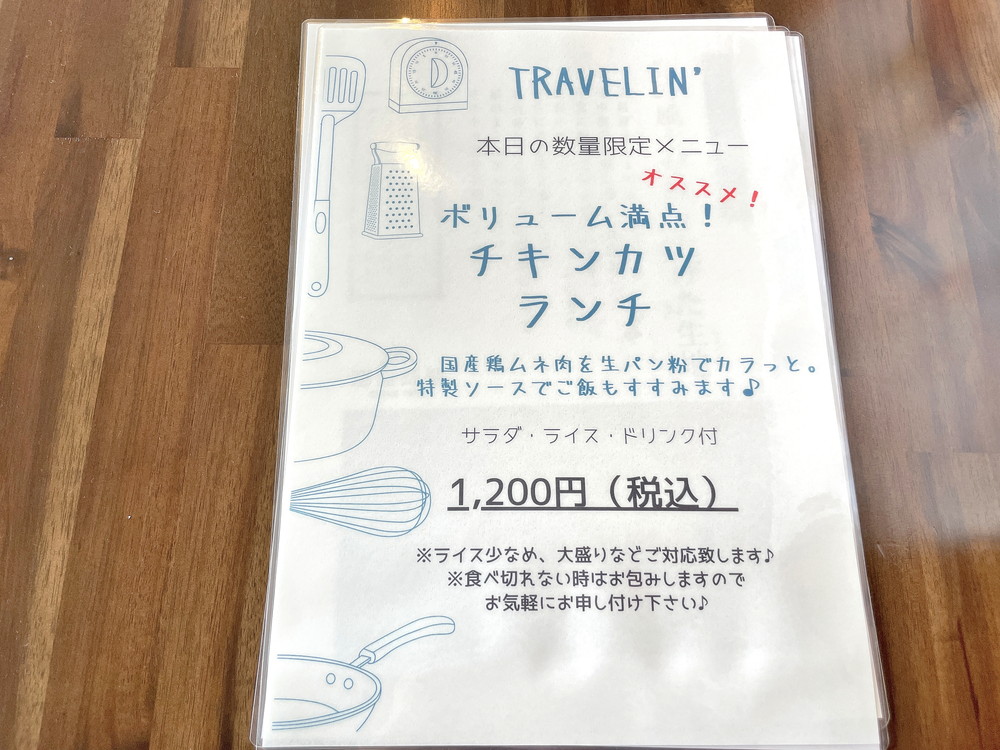 TRAVELIN'
本日の数量限定メニュー
オススメ!
ボリューム満点!
チキンカツ
ランチ
国産鶏ムネ肉を生パン粉でカラっと。
特製ソースでご飯もすすみます♪
サラダ・ライス・ドリンク付
1,200円（税込）
※ライス少なめ、大盛りなどご対応致します♪
※食べ切れない時はお包みしますので
お気軽にお申し付け下さい♪